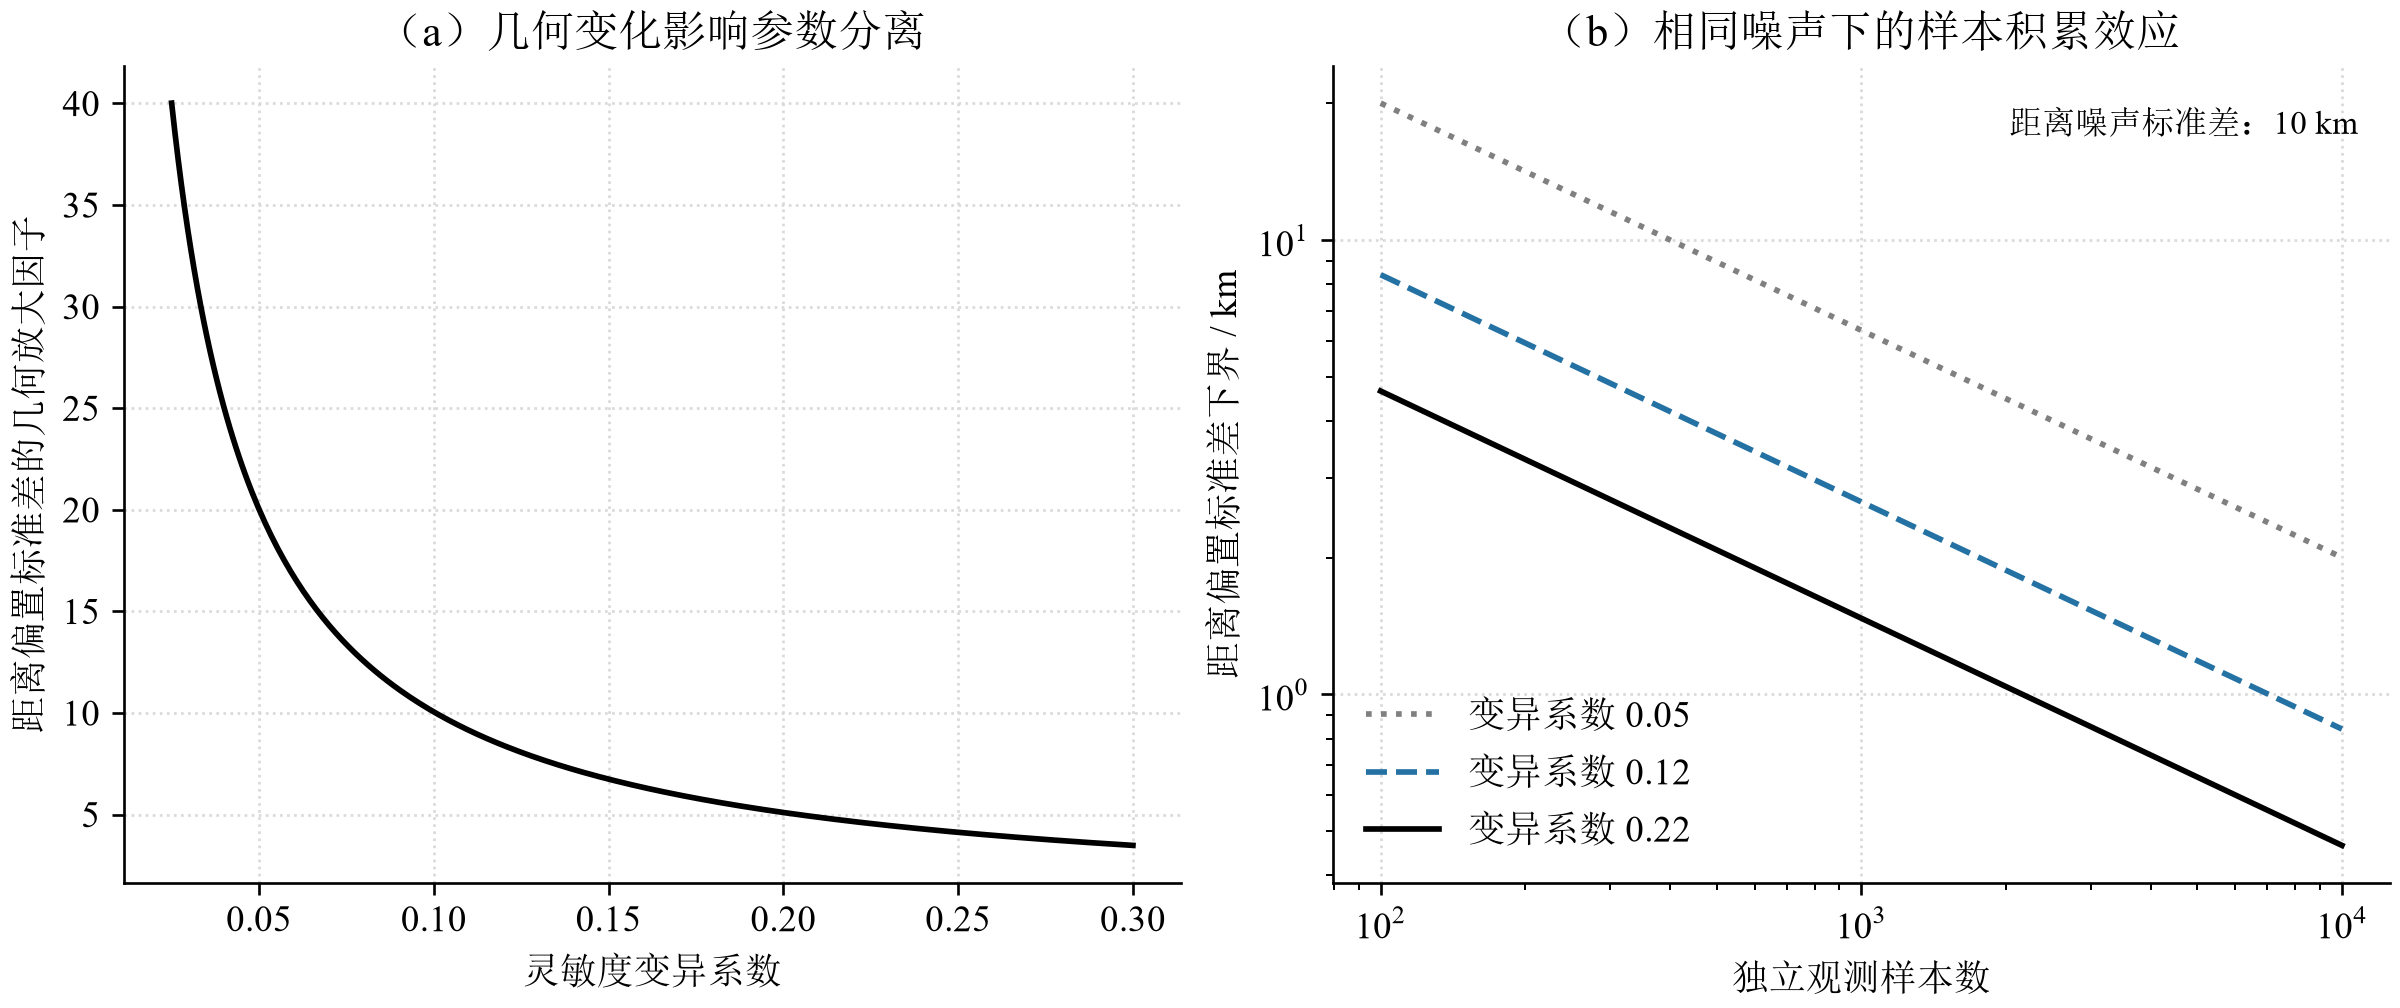 （a）几何变化影响参数分离
距离偏置标准差的几何放大因子
40
35
30
25
20
15
10
5
0.05
0.10
0.15
0.20
0.25
0.30
灵敏度变异系数
（b）相同噪声下的样本积累效应
距离噪声标准差：10 km
距离偏置标准差下界 / km
10¹
10⁰
变异系数 0.05
变异系数 0.12
变异系数 0.22
10²
10³
10⁴
独立观测样本数